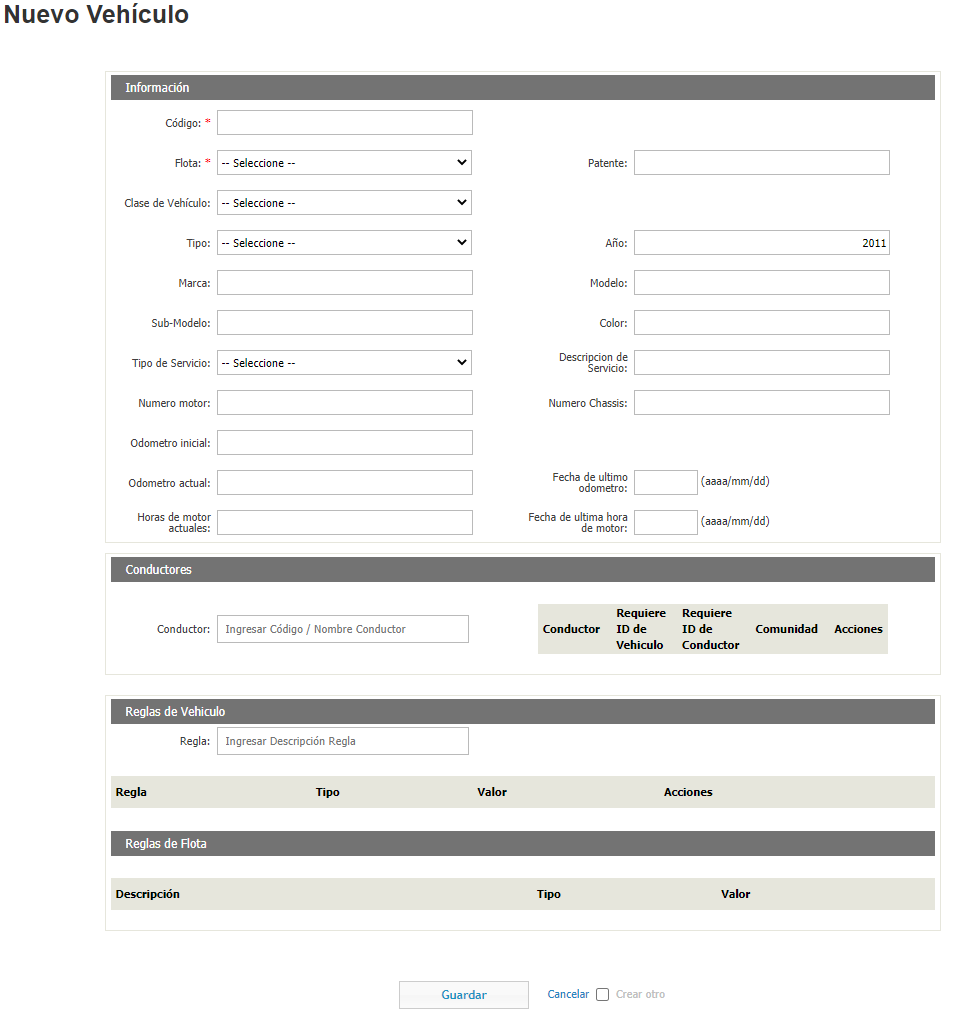 Nuevo Vehículo
Información
Código: *
Flota: * -- Seleccione -- Patente:
Clase de Vehículo: -- Seleccione --
Tipo: -- Seleccione -- Año: 2011
Marca: Modelo:
Sub-Modelo: Color:
Tipo de Servicio: -- Seleccione -- Descripcion de Servicio:
Numero motor: Numero Chassis:
Odometro inicial:
Odometro actual: Fecha de ultimo odometro: (aaaa/mm/dd)
Horas de motor actuales: Fecha de ultima hora de motor: (aaaa/mm/dd)
Conductores
Conductor: Ingresar Código / Nombre Conductor
Conductor Requiere ID de Vehiculo Requiere ID de Conductor Comunidad Acciones
Reglas de Vehiculo
Regla: Ingresar Descripción Regla
Regla Tipo Valor Acciones
Reglas de Flota
Descripción Tipo Valor
Guardar Cancelar Crear otro